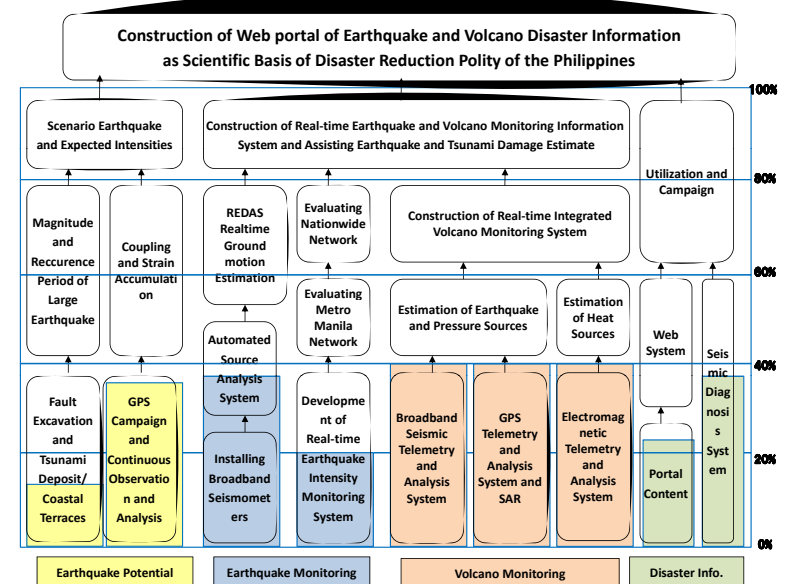 Construction of Web portal of Earthquake and Volcano Disaster Information
as Scientific Basis of Disaster Reduction Polity of the Philippines
100%
Scenario Earthquake
and Expected Intensities
Construction of Real-time Earthquake and Volcano Monitoring Information
System and Assisting Earthquake and Tsunami Damage Estimate
Utilization and
Campaign
80%
Magnitude
and
Reccurence
Period of
Large
Earthquake
Coupling
and Strain
Accumulati
on
REDAS
Realtime
Ground
motion
Estimation
Evaluating
Nationwide
Network
Construction of Real-time Integrated
Volcano Monitoring System
60%
Evaluating
Metro
Manila
Network
Estimation of Earthquake
and Pressure Sources
Estimation
of Heat
Sources
Automated
Source
Analysis
System
Web
System
Seis
mic
Diag
nosi
s
Syst
em
40%
Fault
Excavation
and
Tsunami
Deposit/
Coastal
Terraces
GPS
Campaign
and
Continuous
Observatio
n and
Analysis
Installing
Broadband
Seismomet
ers
Developme
nt of
Real-time
Earthquake
Intensity
Monitoring
System
Broadband
Seismic
Telemetry
and
Analysis
System
GPS
Telemetry
and
Analysis
System and
SAR
Electromag
netic
Telemetry
and
Analysis
System
Portal
Content
20%
0%
Earthquake Potential
Earthquake Monitoring
Volcano Monitoring
Disaster Info.